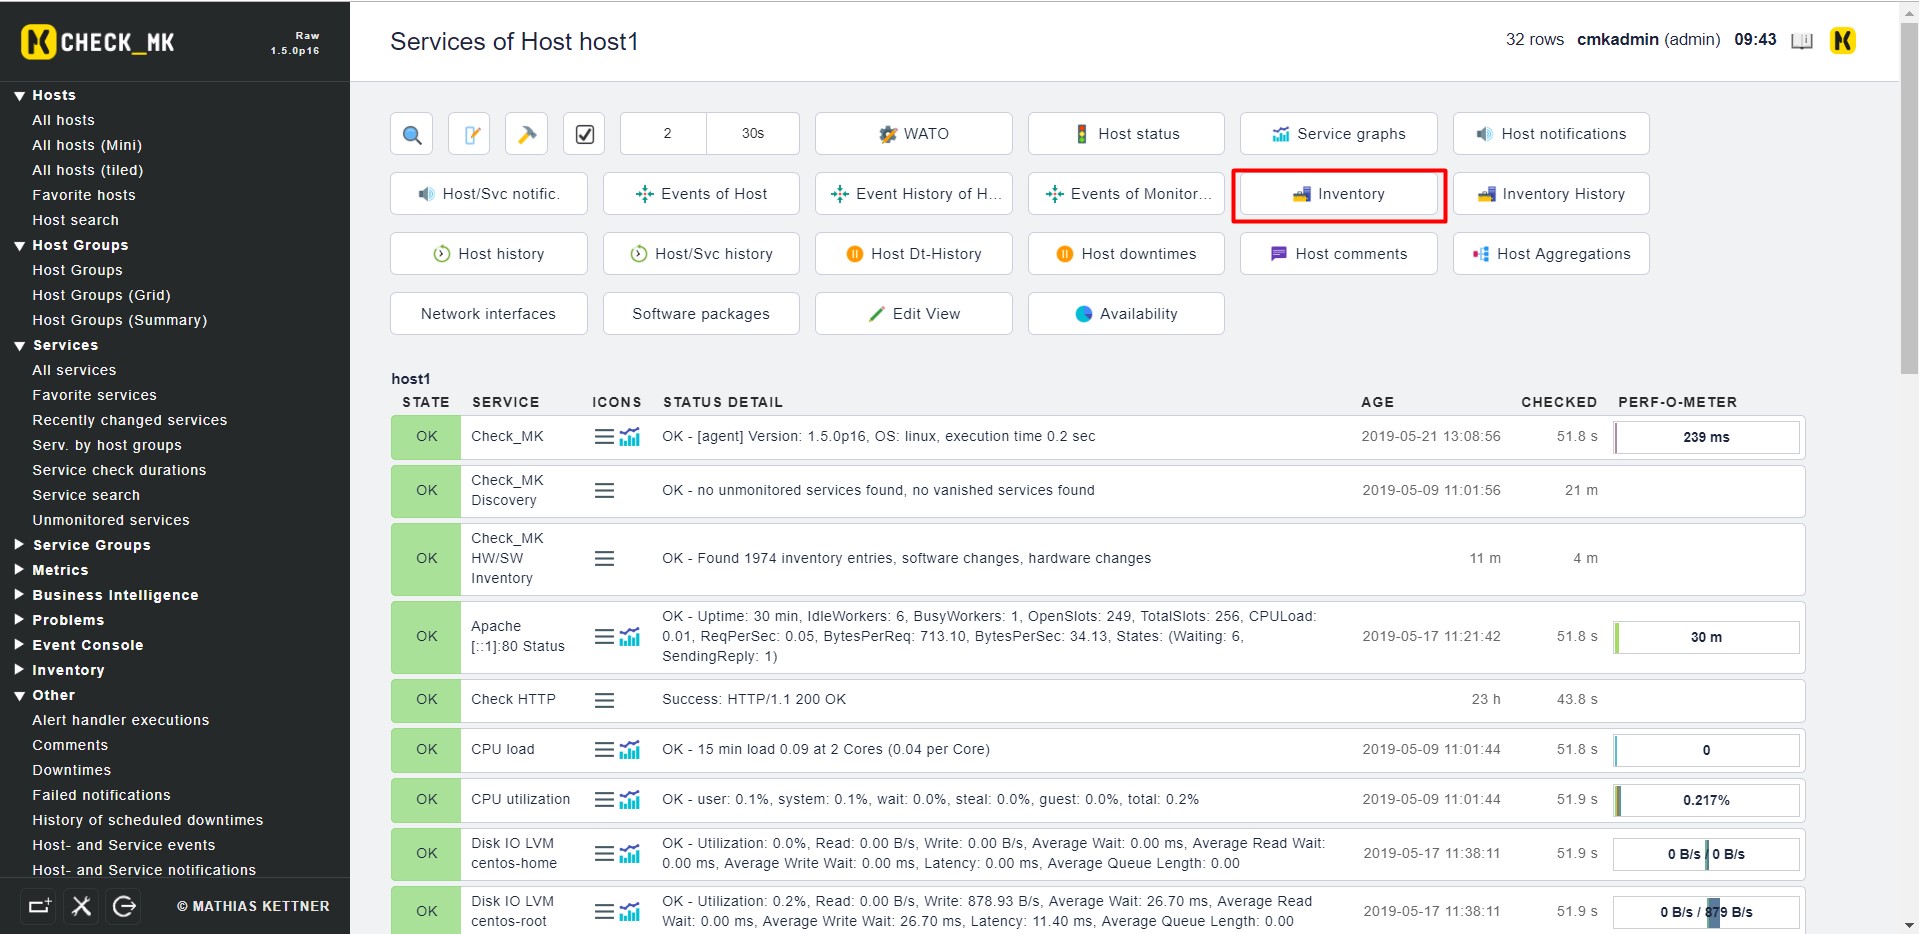 CHECK_MK
Raw
1.5.0p16
Services of Host host1
32 rows cmkadmin (admin) 09:43
Hosts
All hosts
All hosts (Mini)
All hosts (tiled)
Favorite hosts
Host search
Host Groups
Host Groups
Host Groups (Grid)
Host Groups (Summary)
Services
All services
Favorite services
Recently changed services
Serv. by host groups
Service check durations
Service search
Unmonitored services
Service Groups
Metrics
Business Intelligence
Problems
Event Console
Inventory
Other
Alert handler executions
Comments
Downtimes
Failed notifications
History of scheduled downtimes
Host- and Service events
Host- and Service notifications
© MATHIAS KETTNER
2 30s WATO Host status Service graphs Host notifications
Host/Svc notific. Events of Host Event History of H... Events of Monitor... Inventory Inventory History
Host history Host/Svc history Host Dt-History Host downtimes Host comments Host Aggregations
Network interfaces Software packages Edit View Availability
host1
STATE SERVICE ICONS STATUS DETAIL AGE CHECKED PERF-O-METER
OK Check_MK OK - [agent] Version: 1.5.0p16, OS: linux, execution time 0.2 sec 2019-05-21 13:08:56 51.8 s 239 ms
Check_MK
OK OK - no unmonitored services found, no vanished services found 2019-05-09 11:01:56 21 m
Discovery
Check_MK
OK HW/SW OK - Found 1974 inventory entries, software changes, hardware changes 11 m 4 m
Inventory
OK - Uptime: 30 min, IdleWorkers: 6, BusyWorkers: 1, OpenSlots: 249, TotalSlots: 256, CPULoad:
Apache
OK 0.01, ReqPerSec: 0.05, BytesPerReq: 713.10, BytesPerSec: 34.13, States: (Waiting: 6, 2019-05-17 11:21:42 51.8 s 30 m
[::1]:80 Status
SendingReply: 1)
OK Check HTTP Success: HTTP/1.1 200 OK 23 h 43.8 s
OK CPU load OK - 15 min load 0.09 at 2 Cores (0.04 per Core) 2019-05-09 11:01:44 51.8 s 0
OK CPU utilization OK - user: 0.1%, system: 0.1%, wait: 0.0%, steal: 0.0%, guest: 0.0%, total: 0.2% 2019-05-09 11:01:44 51.9 s 0.217%
Disk IO LVM OK - Utilization: 0.0%, Read: 0.00 B/s, Write: 0.00 B/s, Average Wait: 0.00 ms, Average Read Wait:
OK 2019-05-17 11:38:11 51.9 s 0 B/s / 0 B/s
centos-home 0.00 ms, Average Write Wait: 0.00 ms, Latency: 0.00 ms, Average Queue Length: 0.00
Disk IO LVM OK - Utilization: 0.2%, Read: 0.00 B/s, Write: 878.93 B/s, Average Wait: 26.70 ms, Average Read
OK 2019-05-17 11:38:11 51.9 s 0 B/s / 879 B/s
centos-root Wait: 0.00 ms, Average Write Wait: 26.70 ms, Latency: 11.40 ms, Average Queue Length: 0.00